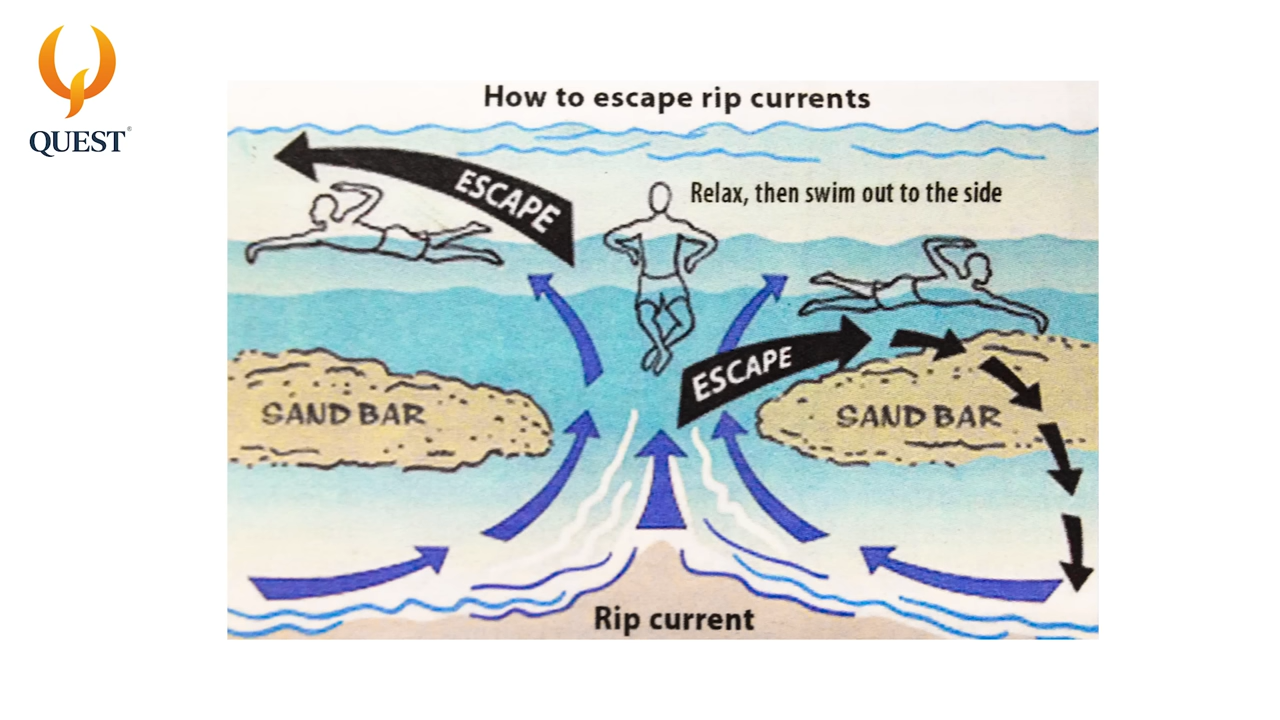 QUEST
How to escape rip currents
ESCAPE
Relax, then swim out to the side
ESCAPE
SAND BAR
SAND BAR
Rip current